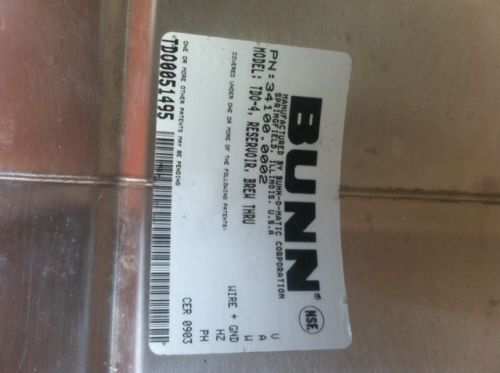 BUNN®
MANUFACTURED BY BUNN-O-MATIC CORPORATION
SPRINGFIELD, ILLINOIS, U.S.A
PN: 34100.0002
MODEL: TDO-4, RESERVOIR, BREW THRU
COVERED UNDER ONE OR MORE OF THE FOLLOWING PATENTS:
ONE OR MORE OTHER PATENTS MAY BE PENDING
TDO0051495
NSF.
V
A
W
WIRE + GND
HZ
PH
CER 0903